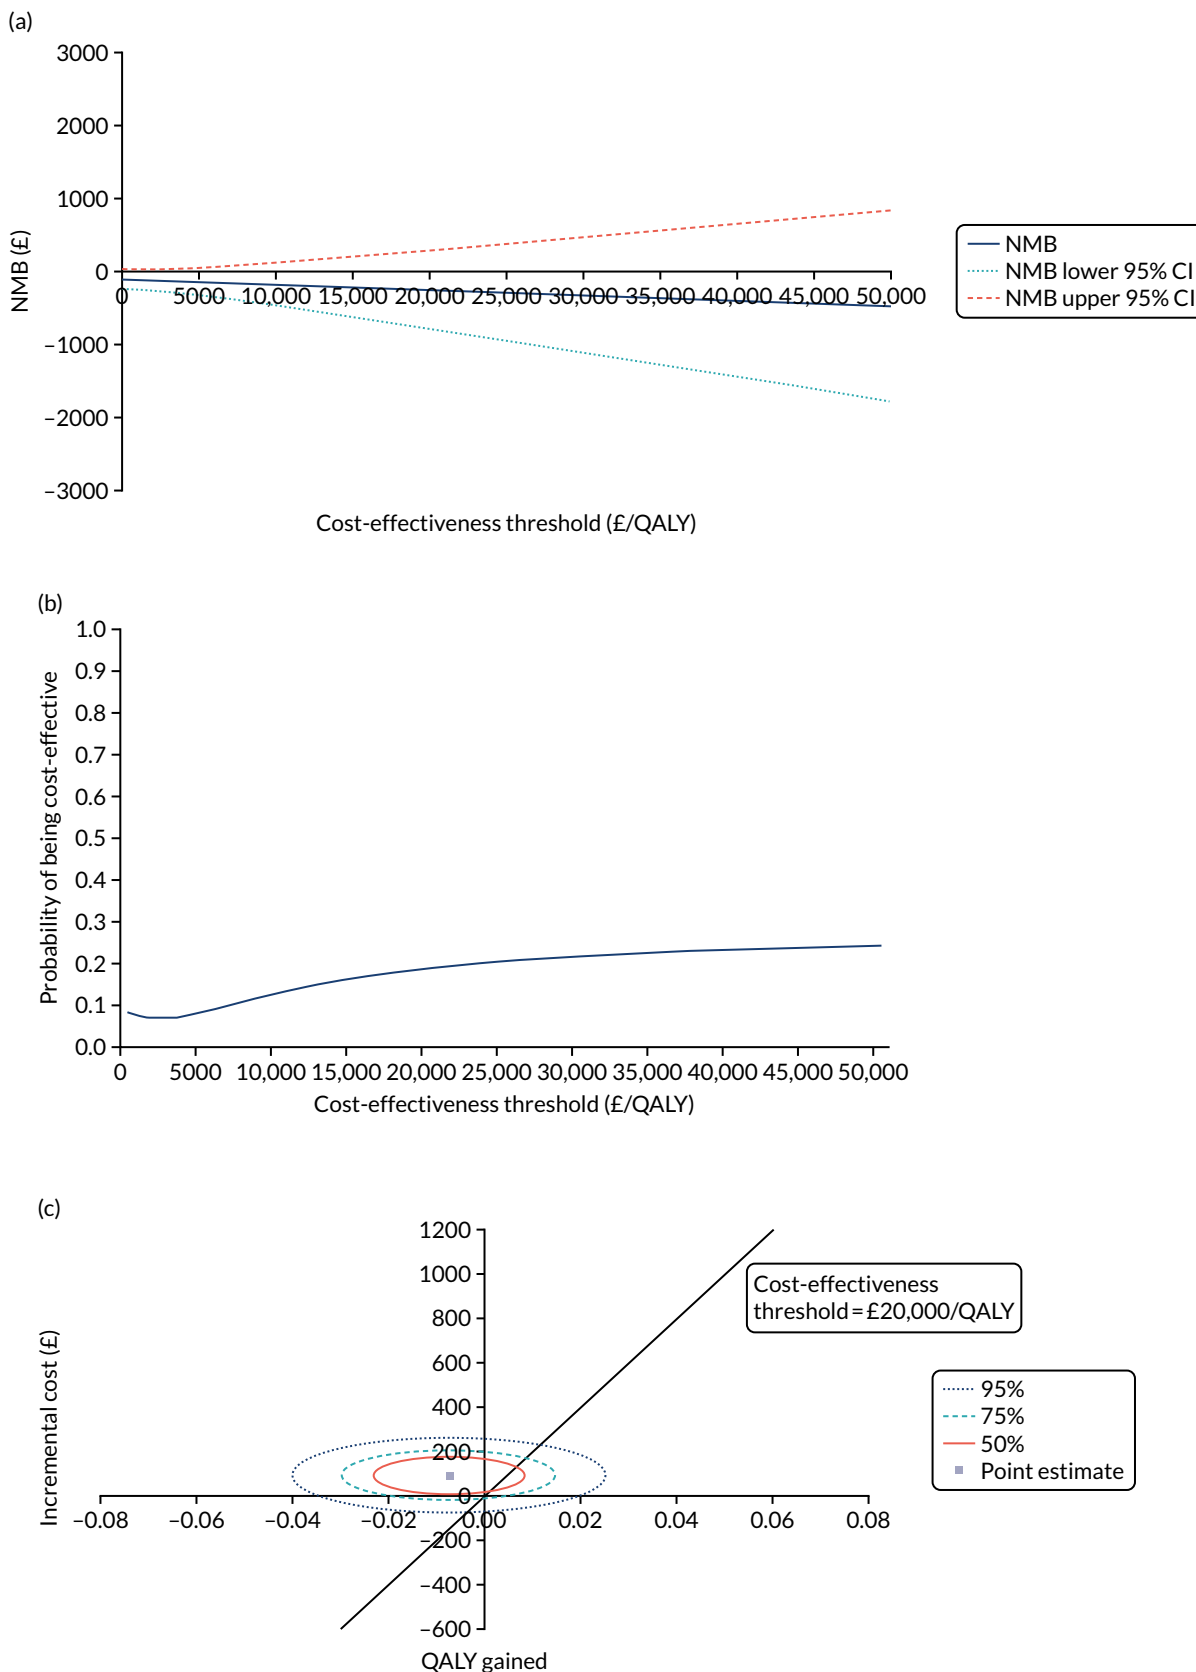 (a)
3000
2000
1000
0
–1000
–2000
–3000
NMB (£)
0 5000 10,000 15,000 20,000 25,000 30,000 35,000 40,000 45,000 50,000
Cost-effectiveness threshold (£/QALY)
NMB
NMB lower 95% CI
NMB upper 95% CI
(b)
1.0
0.9
0.8
0.7
0.6
0.5
0.4
0.3
0.2
0.1
0.0
Probability of being cost-effective
0 5000 10,000 15,000 20,000 25,000 30,000 35,000 40,000 45,000 50,000
Cost-effectiveness threshold (£/QALY)
(c)
1200
1000
800
600
400
200
0
–200
–400
–600
Incremental cost (£)
–0.08 –0.06 –0.04 –0.02 0.00 0.02 0.04 0.06 0.08
QALY gained
Cost-effectiveness
threshold = £20,000/QALY
95%
75%
50%
Point estimate